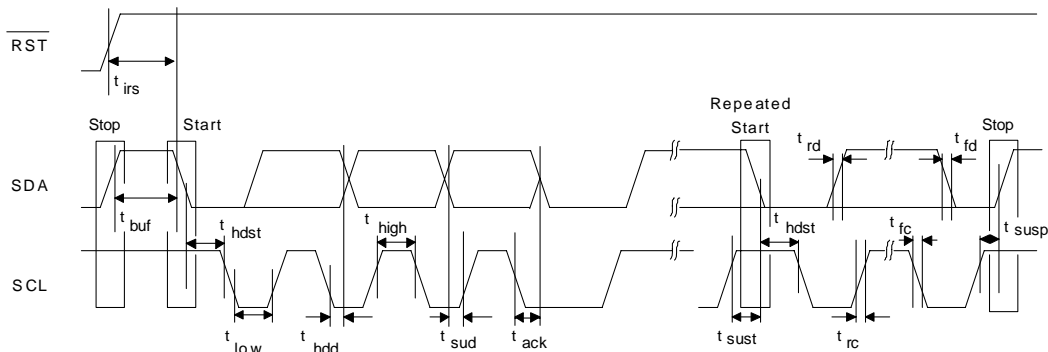 RST
t irs
Repeated
Stop
Start
Start
Stop
t rd
t fd
SDA
t buf
t hdst
t high
t hdst
t fc
t susp
SCL
t low
t hdd
t sud
t ack
t sust
t rc